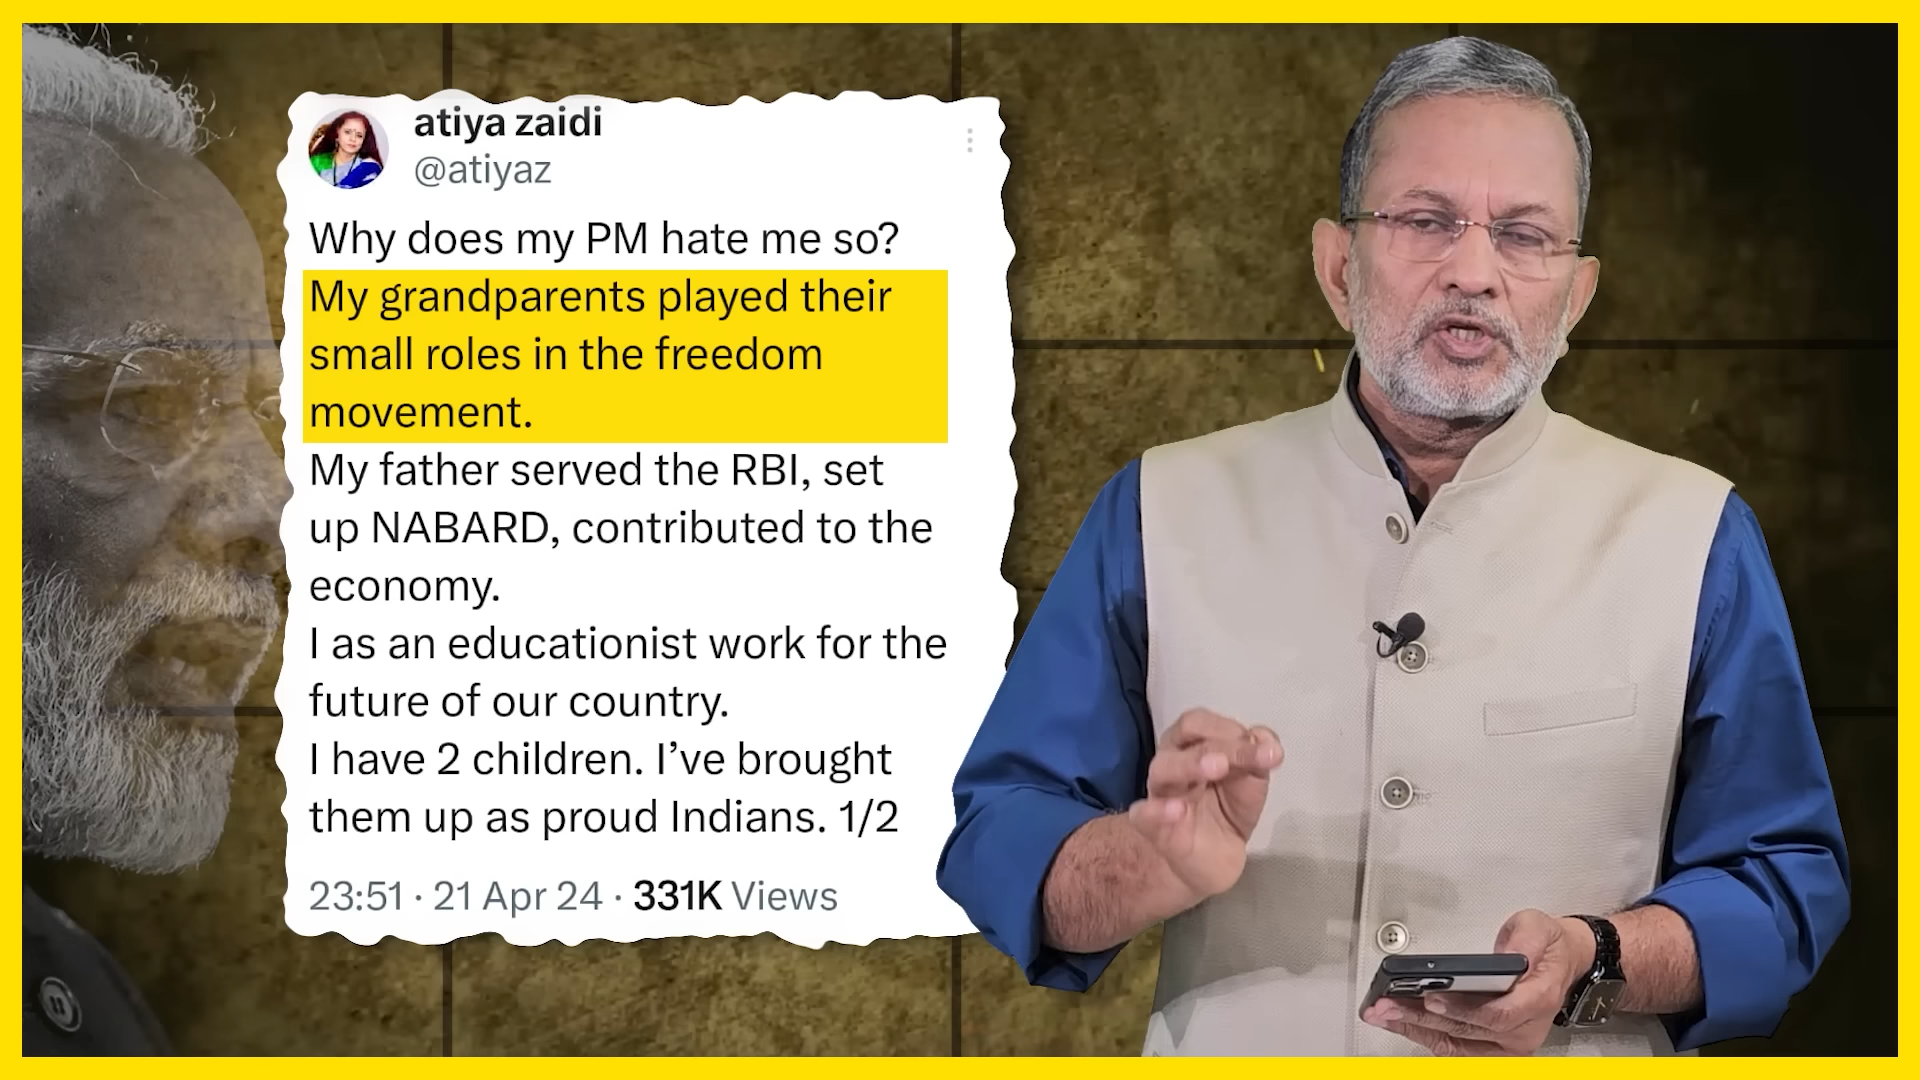 atiya zaidi
@atiyaz
Why does my PM hate me so?
My grandparents played their
small roles in the freedom
movement.
My father served the RBI, set
up NABARD, contributed to the
economy.
I as an educationist work for the
future of our country.
I have 2 children. I’ve brought
them up as proud Indians. 1/2
23:51 · 21 Apr 24 · 331K Views